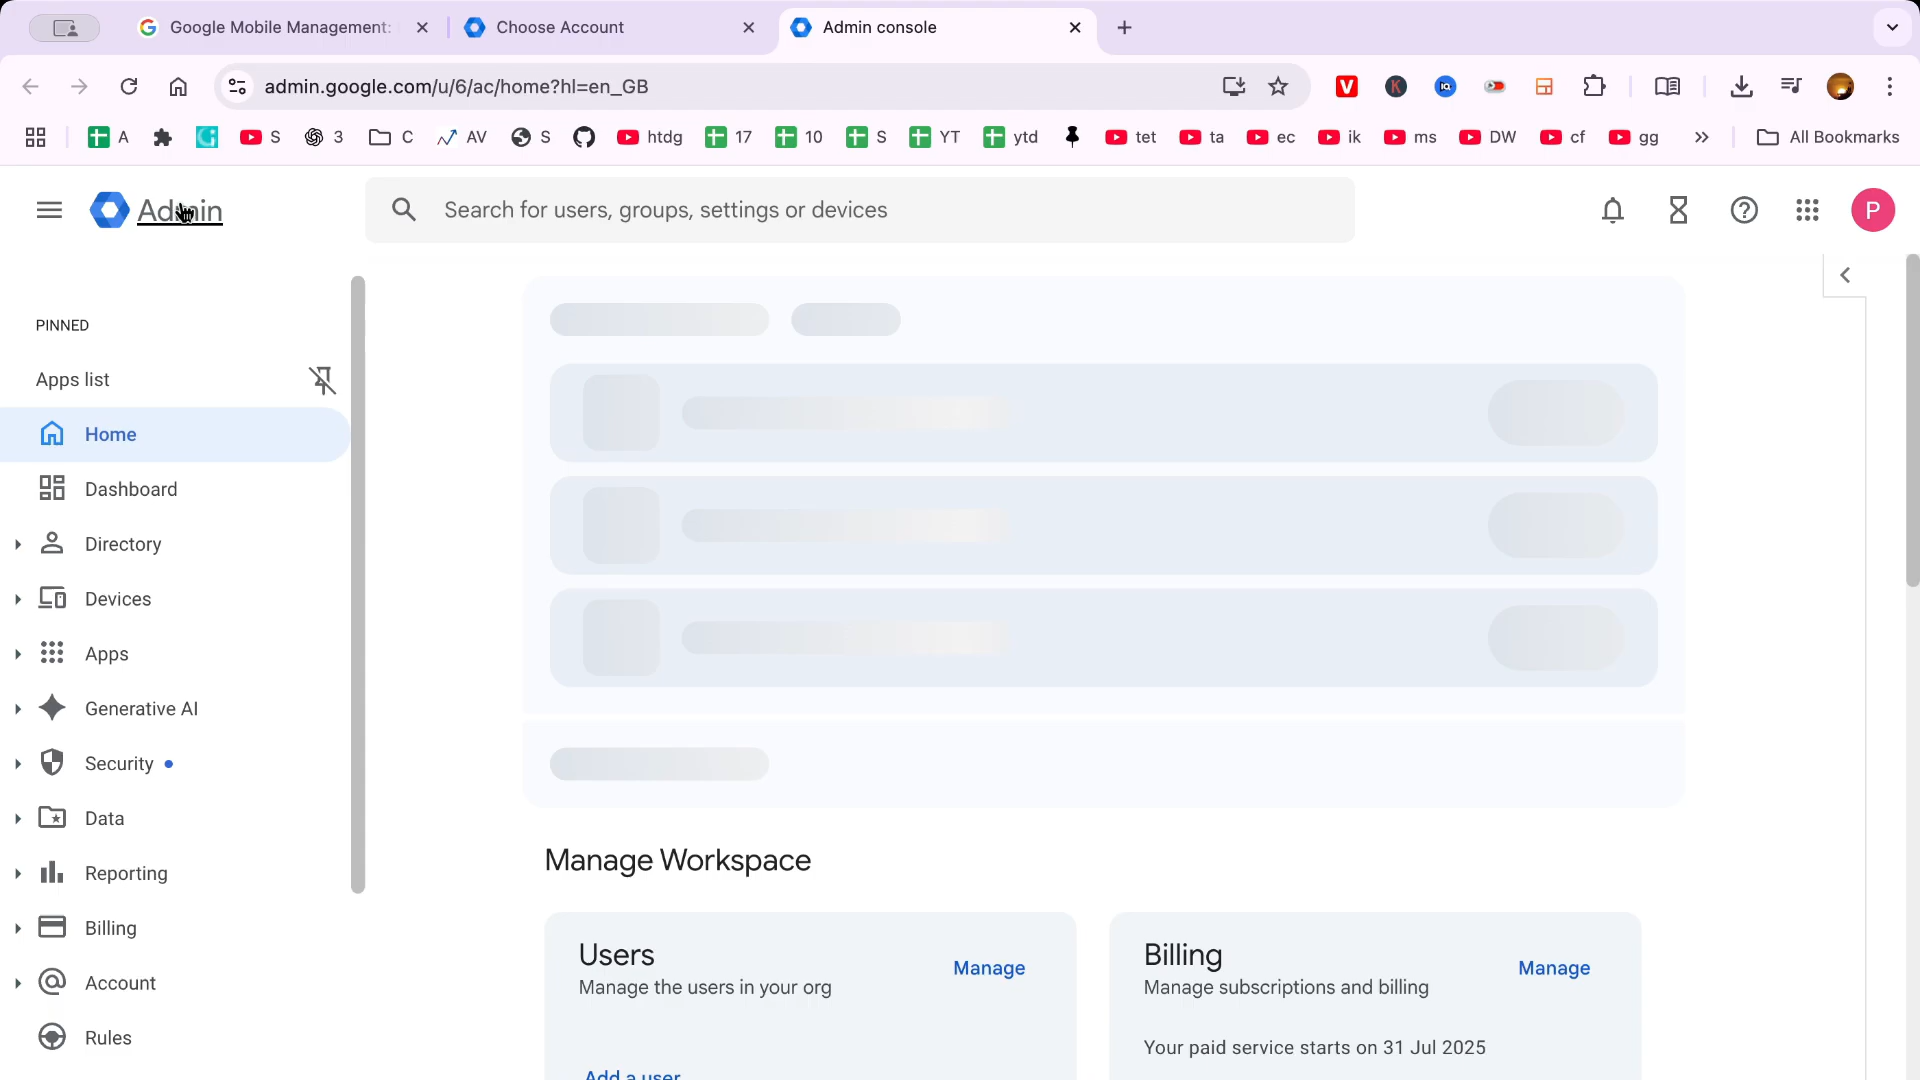 Google Mobile Management:
Choose Account
Admin console
admin.google.com/u/6/ac/home?hl=en_GB
A
S
3
C
AV
S
htdg
17
10
S
YT
ytd
tet
ta
ec
ik
ms
DW
cf
gg
All Bookmarks
Admin
Search for users, groups, settings or devices
P
PINNED
Apps list
Home
Dashboard
Directory
Devices
Apps
Generative AI
Security
Data
Reporting
Billing
Account
Rules
Manage Workspace
Users
Manage
Manage the users in your org
Add a user
Billing
Manage
Manage subscriptions and billing
Your paid service starts on 31 Jul 2025